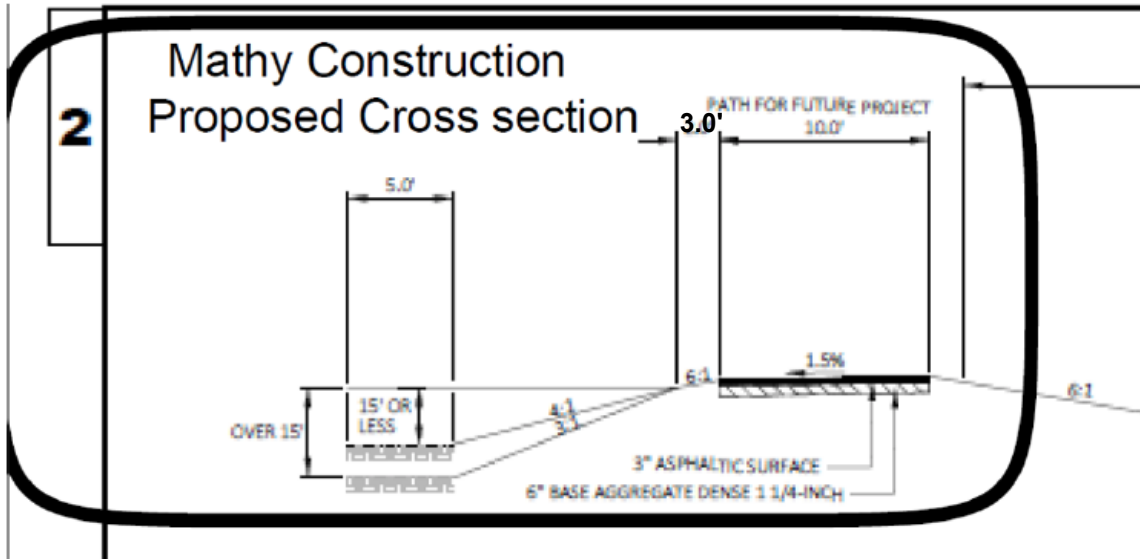 Mathy Construction
2
Proposed Cross section
PATH FOR FUTURE PROJECT
3.0'
10.0'
5.0'
1.5%
6:1
6:1
15' OR
LESS
4:1
3:1
OVER 15'
3" ASPHALTIC SURFACE
6" BASE AGGREGATE DENSE 1 1/4-INCH